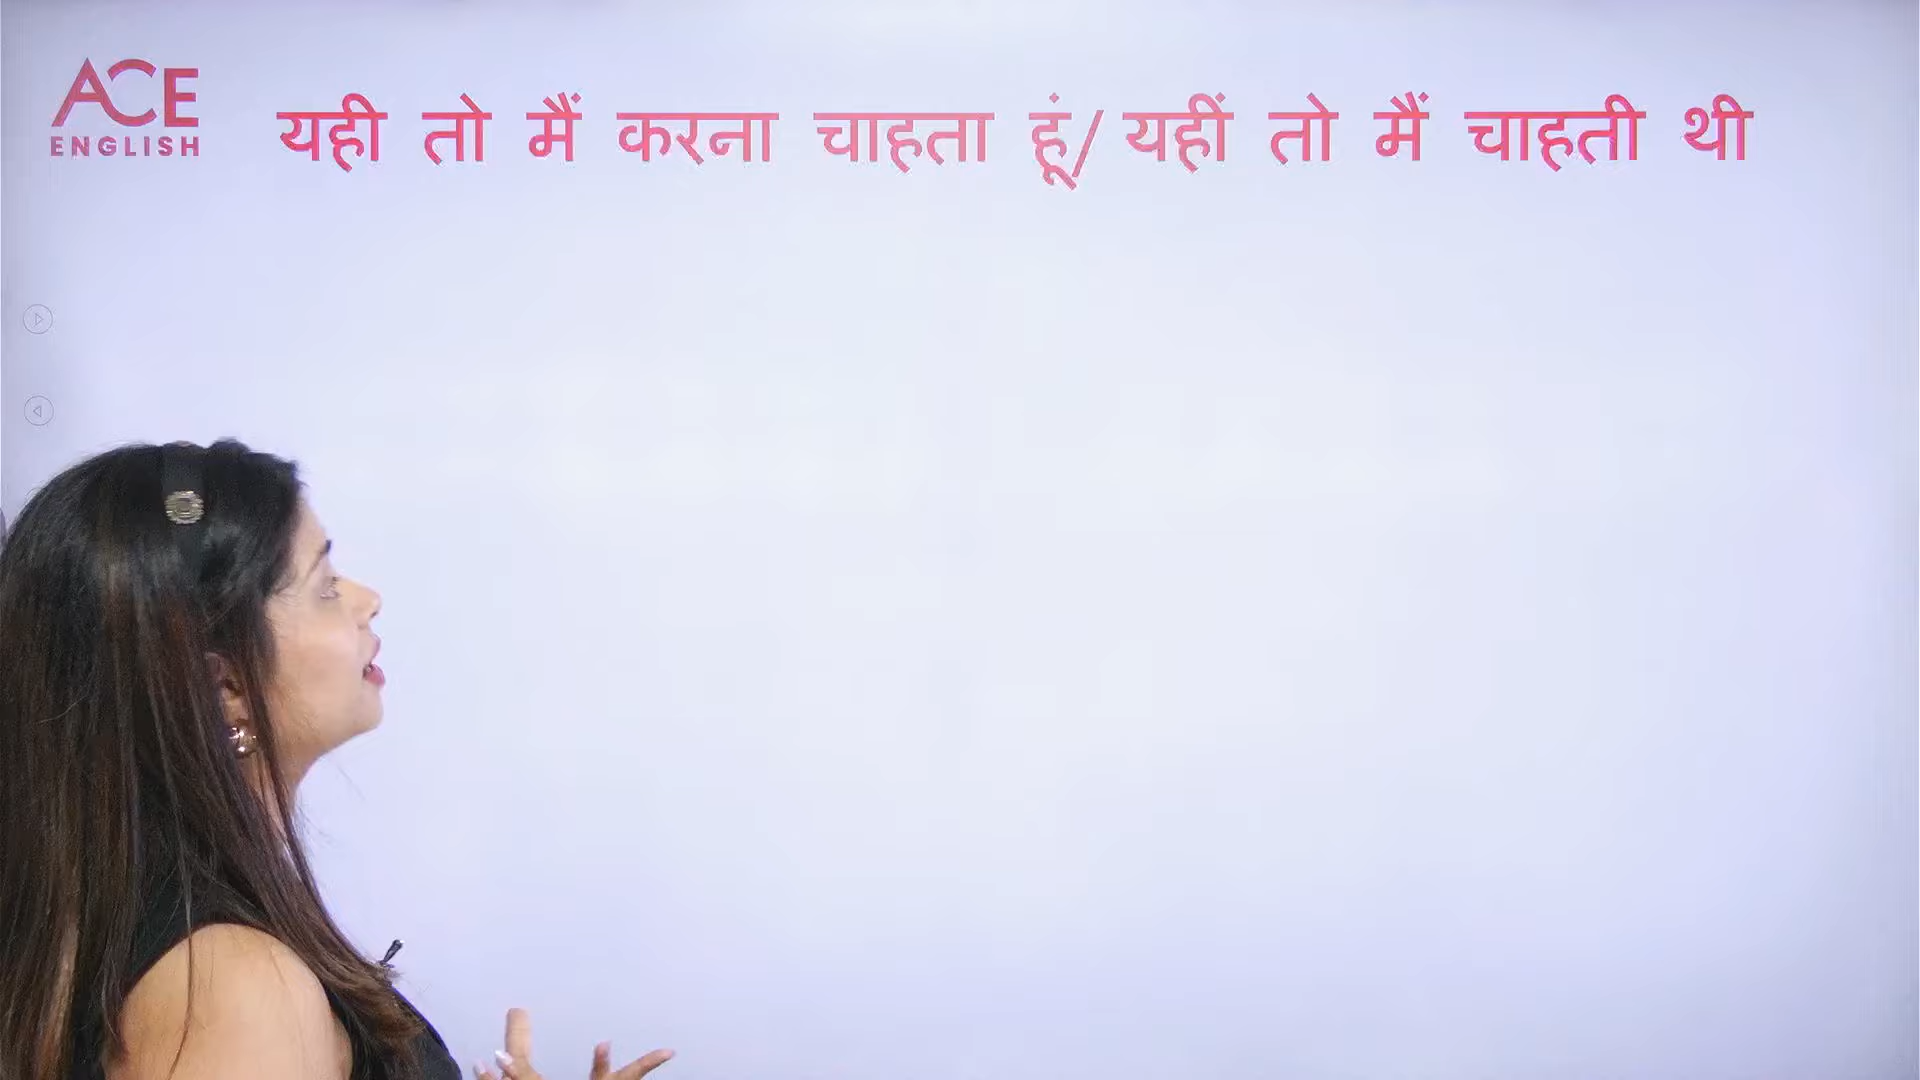 ACE
ENGLISH
यही तो मैं करना चाहता हूं/ यहीं तो मैं चाहती थी